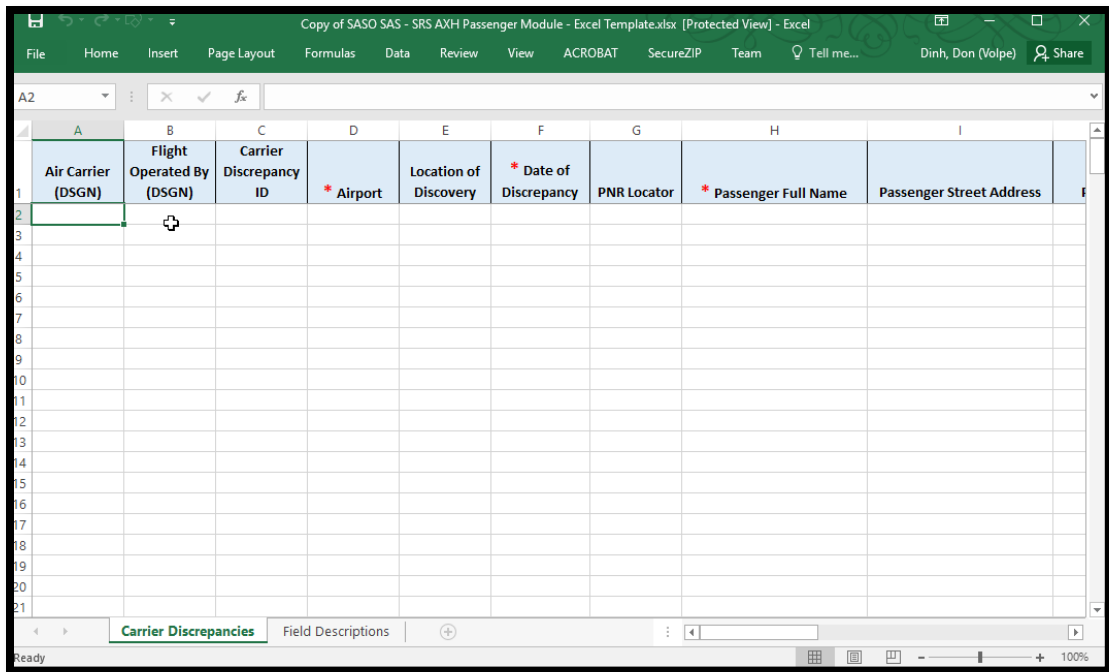 Copy of SASO SAS - SRS AXH Passenger Module - Excel Template.xlsx [Protected View] - Excel
File Home Insert Page Layout Formulas Data Review View ACROBAT SecureZIP Team Tell me... Dinh, Don (Volpe) Share
A2 fx
A B C D E F G H I
1 Air Carrier (DSGN) Flight Operated By (DSGN) Carrier Discrepancy ID * Airport Location of Discovery * Date of Discrepancy PNR Locator * Passenger Full Name Passenger Street Address
2
3
4
5
6
7
8
9
10
11
12
13
14
15
16
17
18
19
20
21
Carrier Discrepancies Field Descriptions
Ready 100%